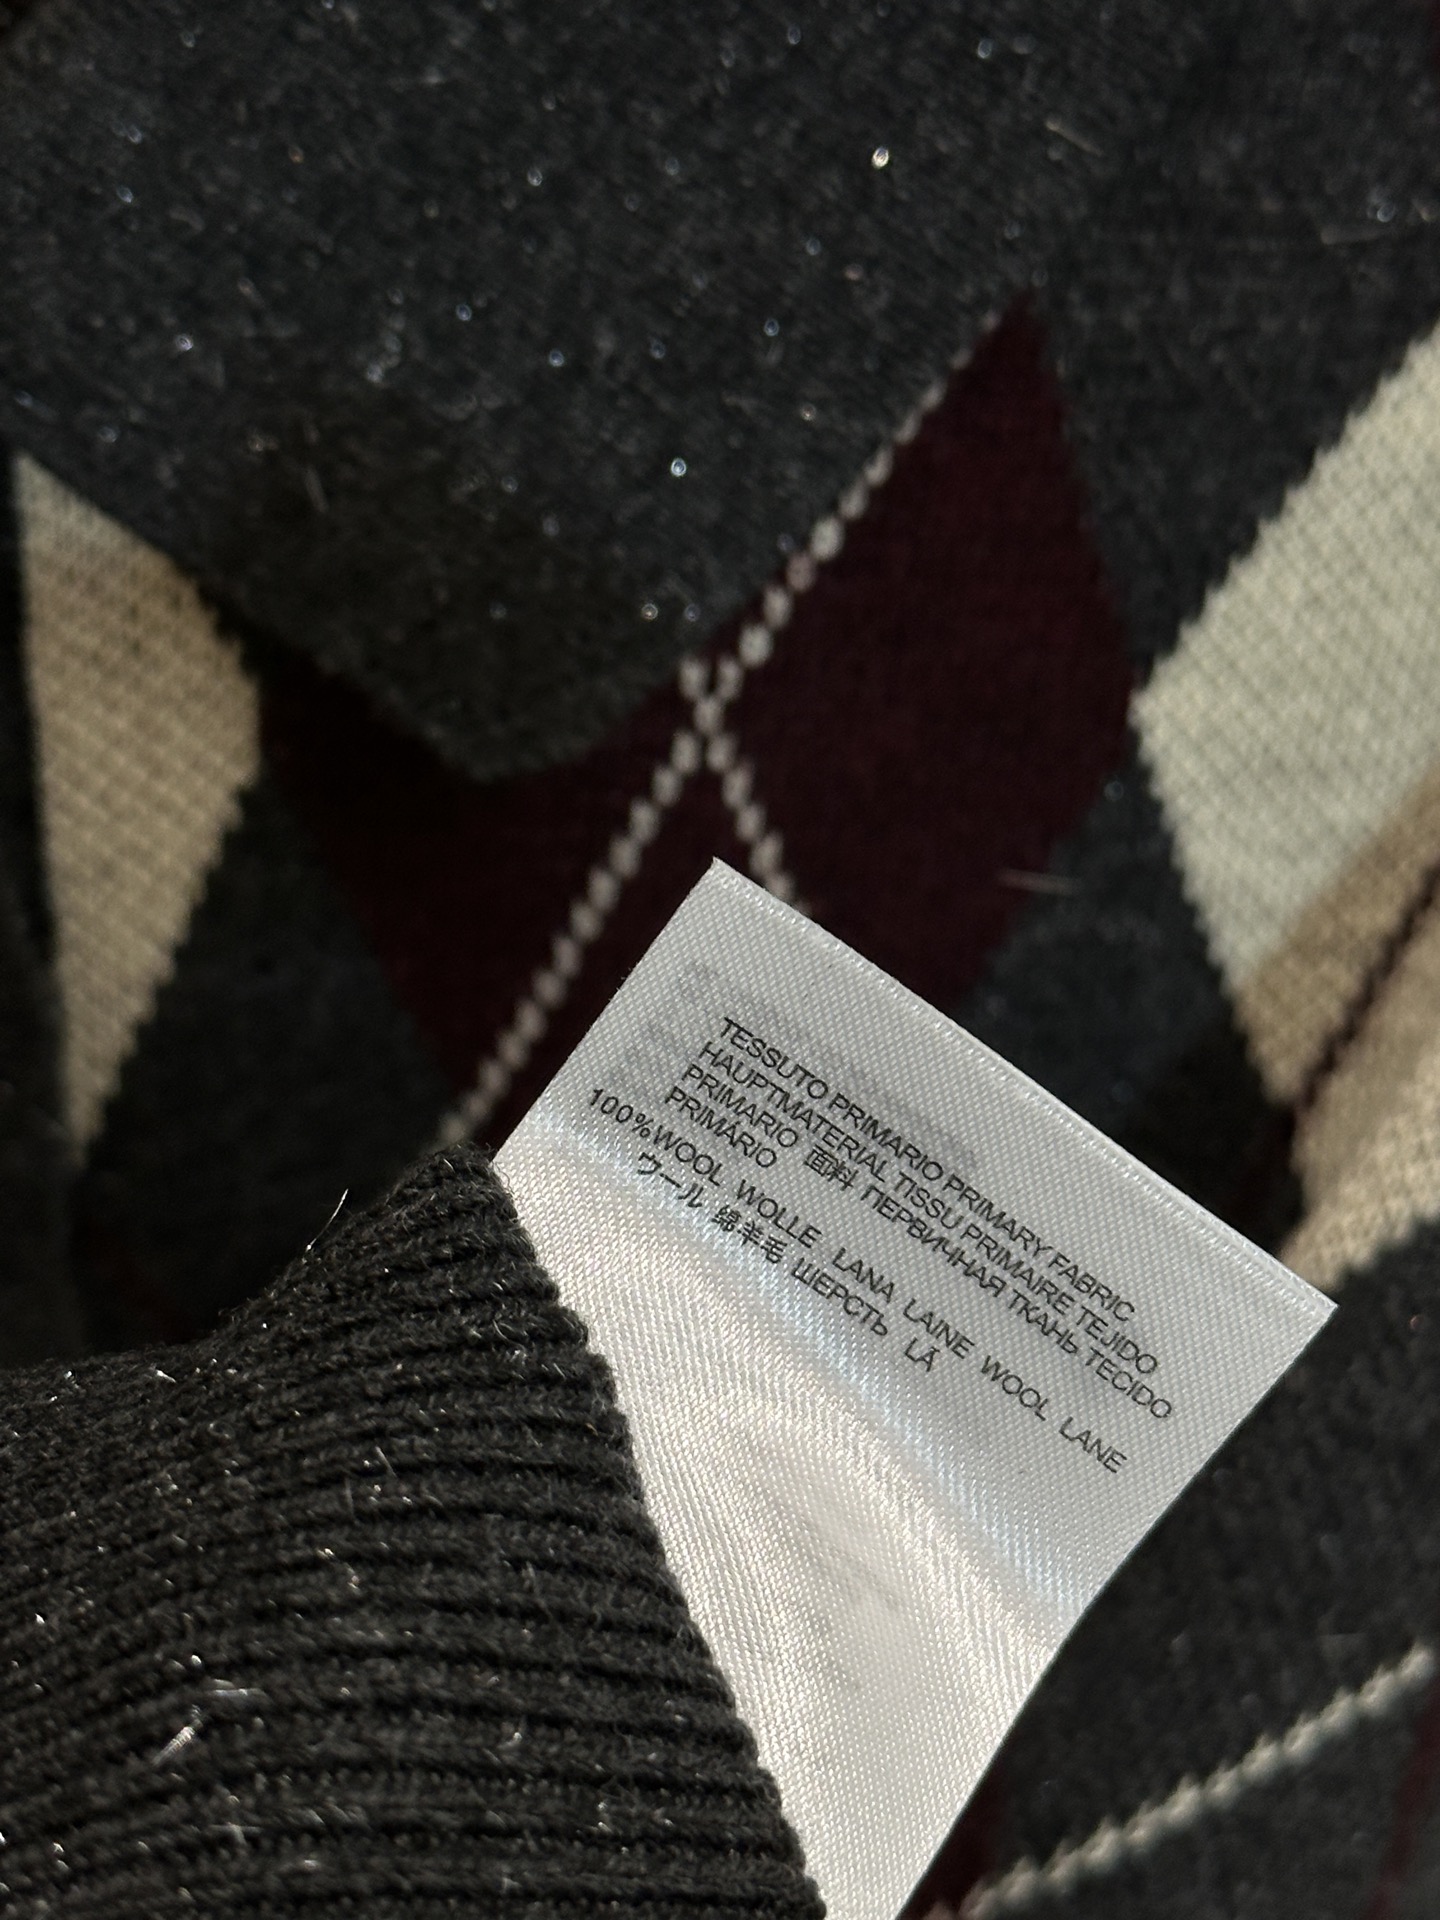 TESSUTO PRIMARIO PRIMARY FABRIC
HAUPTMATERIAL TISSU PRIMAIRE TEJIDO
PRIMARIO 面料 ПЕРВИЧНАЯ ТКАНЬ TECIDO
PRIMÁRIO
100%WOOL WOLLE LANA LAINE WOOL LANE
ウール 绵羊毛 ШЕРСТЬ LÃ